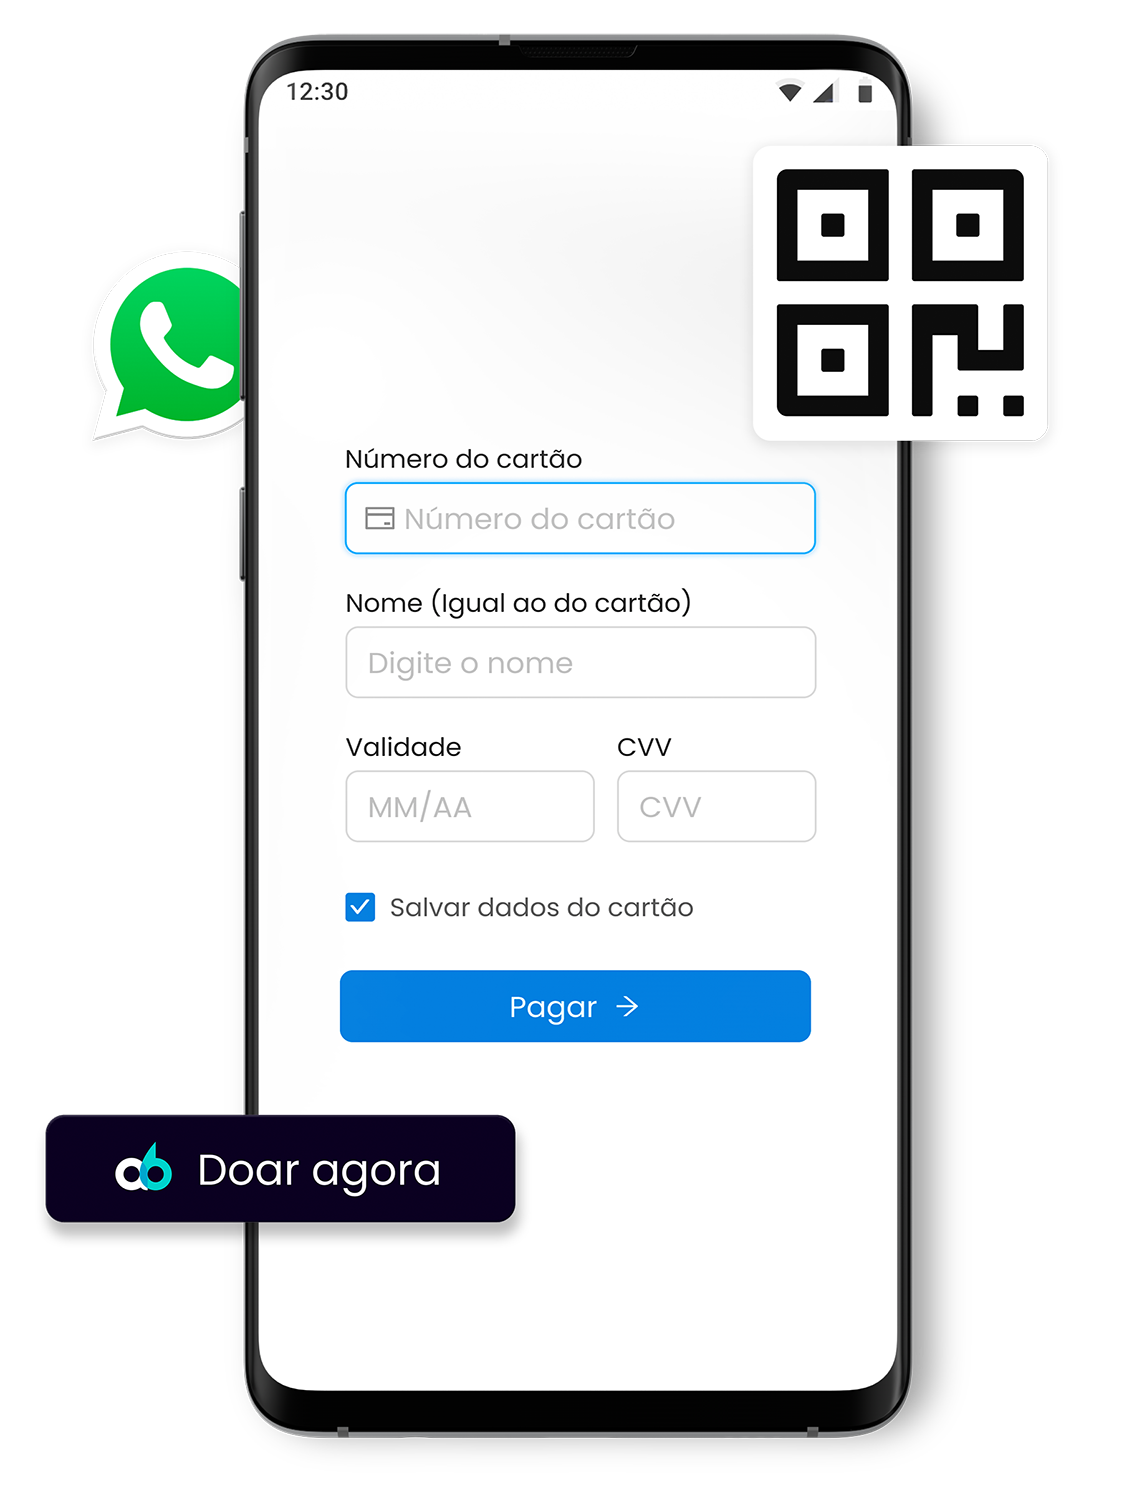 12:30
Número do cartão
Número do cartão
Nome (Igual ao do cartão)
Digite o nome
Validade
CVV
MM/AA
CVV
Salvar dados do cartão
Pagar →
Doar agora